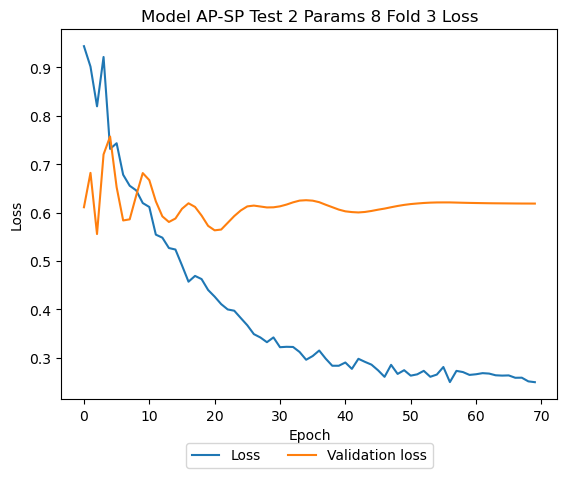 Model AP-SP Test 2 Params 8 Fold 3 Loss
Loss
0.9
0.8
0.7
0.6
0.5
0.4
0.3
0 10 20 30 40 50 60 70
Epoch
Loss Validation loss